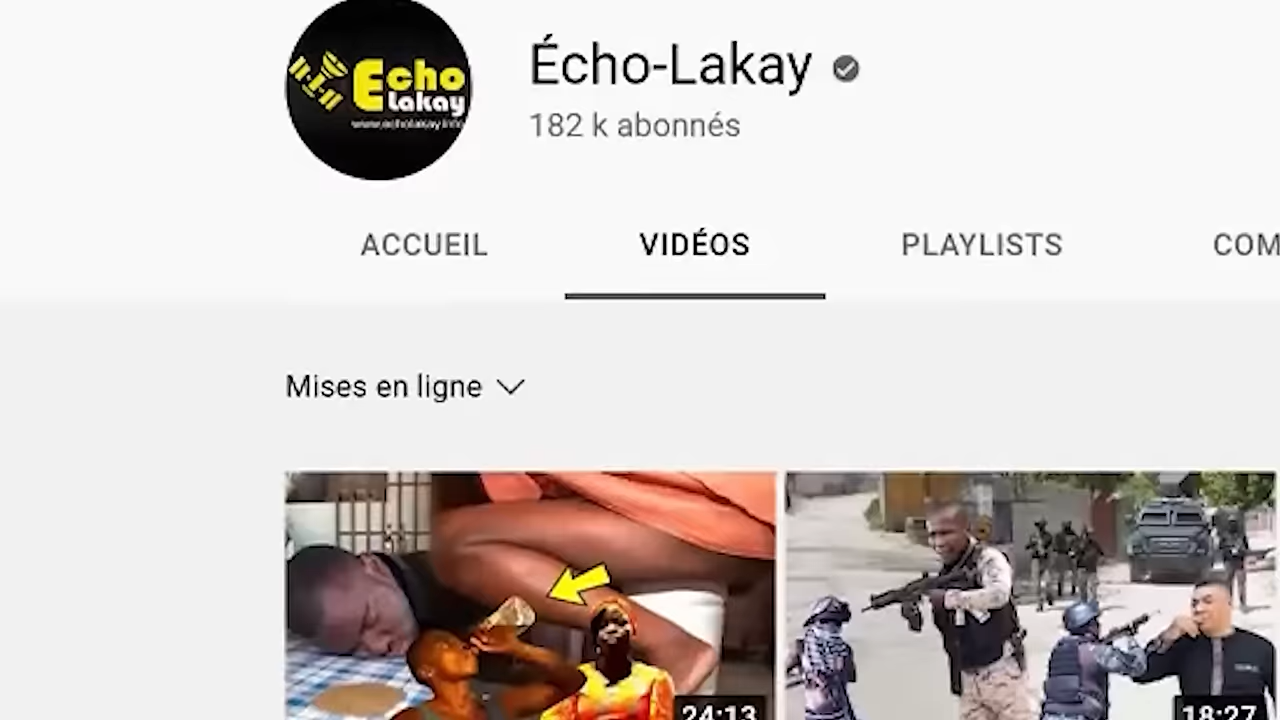 Echo
Lakay
Écho-Lakay
182 k abonnés
ACCUEIL
VIDÉOS
PLAYLISTS
COM
Mises en ligne
24:13
18:27